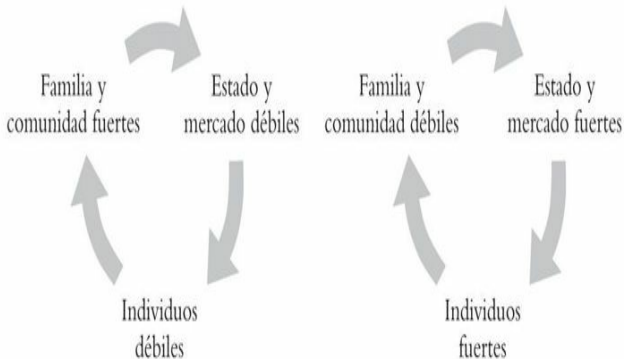 Familia y
comunidad fuertes
Estado y
mercado débiles
Individuos
débiles
Familia y
comunidad débiles
Estado y
mercado fuertes
Individuos
fuertes